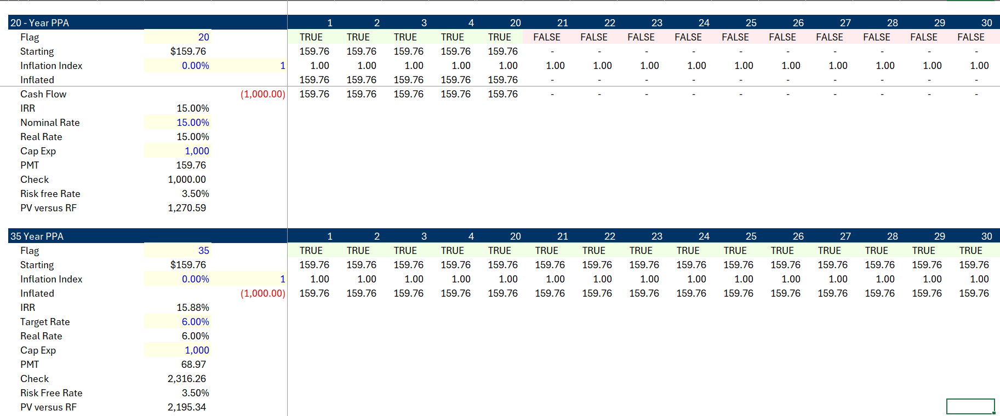 20 - Year PPA 1 2 3 4 20 21 22 23 24 25 26 27 28 29 30
Flag 20 TRUE TRUE TRUE TRUE TRUE FALSE FALSE FALSE FALSE FALSE FALSE FALSE FALSE FALSE FALSE
Starting $159.76 159.76 159.76 159.76 159.76 159.76 - - - - - - - - - -
Inflation Index 0.00% 1 1.00 1.00 1.00 1.00 1.00 1.00 1.00 1.00 1.00 1.00 1.00 1.00 1.00 1.00 1.00
Inflated 159.76 159.76 159.76 159.76 159.76 - - - - - - - - - -
Cash Flow (1,000.00) 159.76 159.76 159.76 159.76 159.76 - - - - - - - - - -
IRR 15.00%
Nominal Rate 15.00%
Real Rate 15.00%
Cap Exp 1,000
PMT 159.76
Check 1,000.00
Risk free Rate 3.50%
PV versus RF 1,270.59
35 Year PPA 1 2 3 4 20 21 22 23 24 25 26 27 28 29 30
Flag 35 TRUE TRUE TRUE TRUE TRUE TRUE TRUE TRUE TRUE TRUE TRUE TRUE TRUE TRUE TRUE
Starting $159.76 159.76 159.76 159.76 159.76 159.76 159.76 159.76 159.76 159.76 159.76 159.76 159.76 159.76 159.76 159.76
Inflation Index 0.00% 1 1.00 1.00 1.00 1.00 1.00 1.00 1.00 1.00 1.00 1.00 1.00 1.00 1.00 1.00 1.00
Inflated (1,000.00) 159.76 159.76 159.76 159.76 159.76 159.76 159.76 159.76 159.76 159.76 159.76 159.76 159.76 159.76 159.76
IRR 15.88%
Target Rate 6.00%
Real Rate 6.00%
Cap Exp 1,000
PMT 68.97
Check 2,316.26
Risk Free Rate 3.50%
PV versus RF 2,195.34